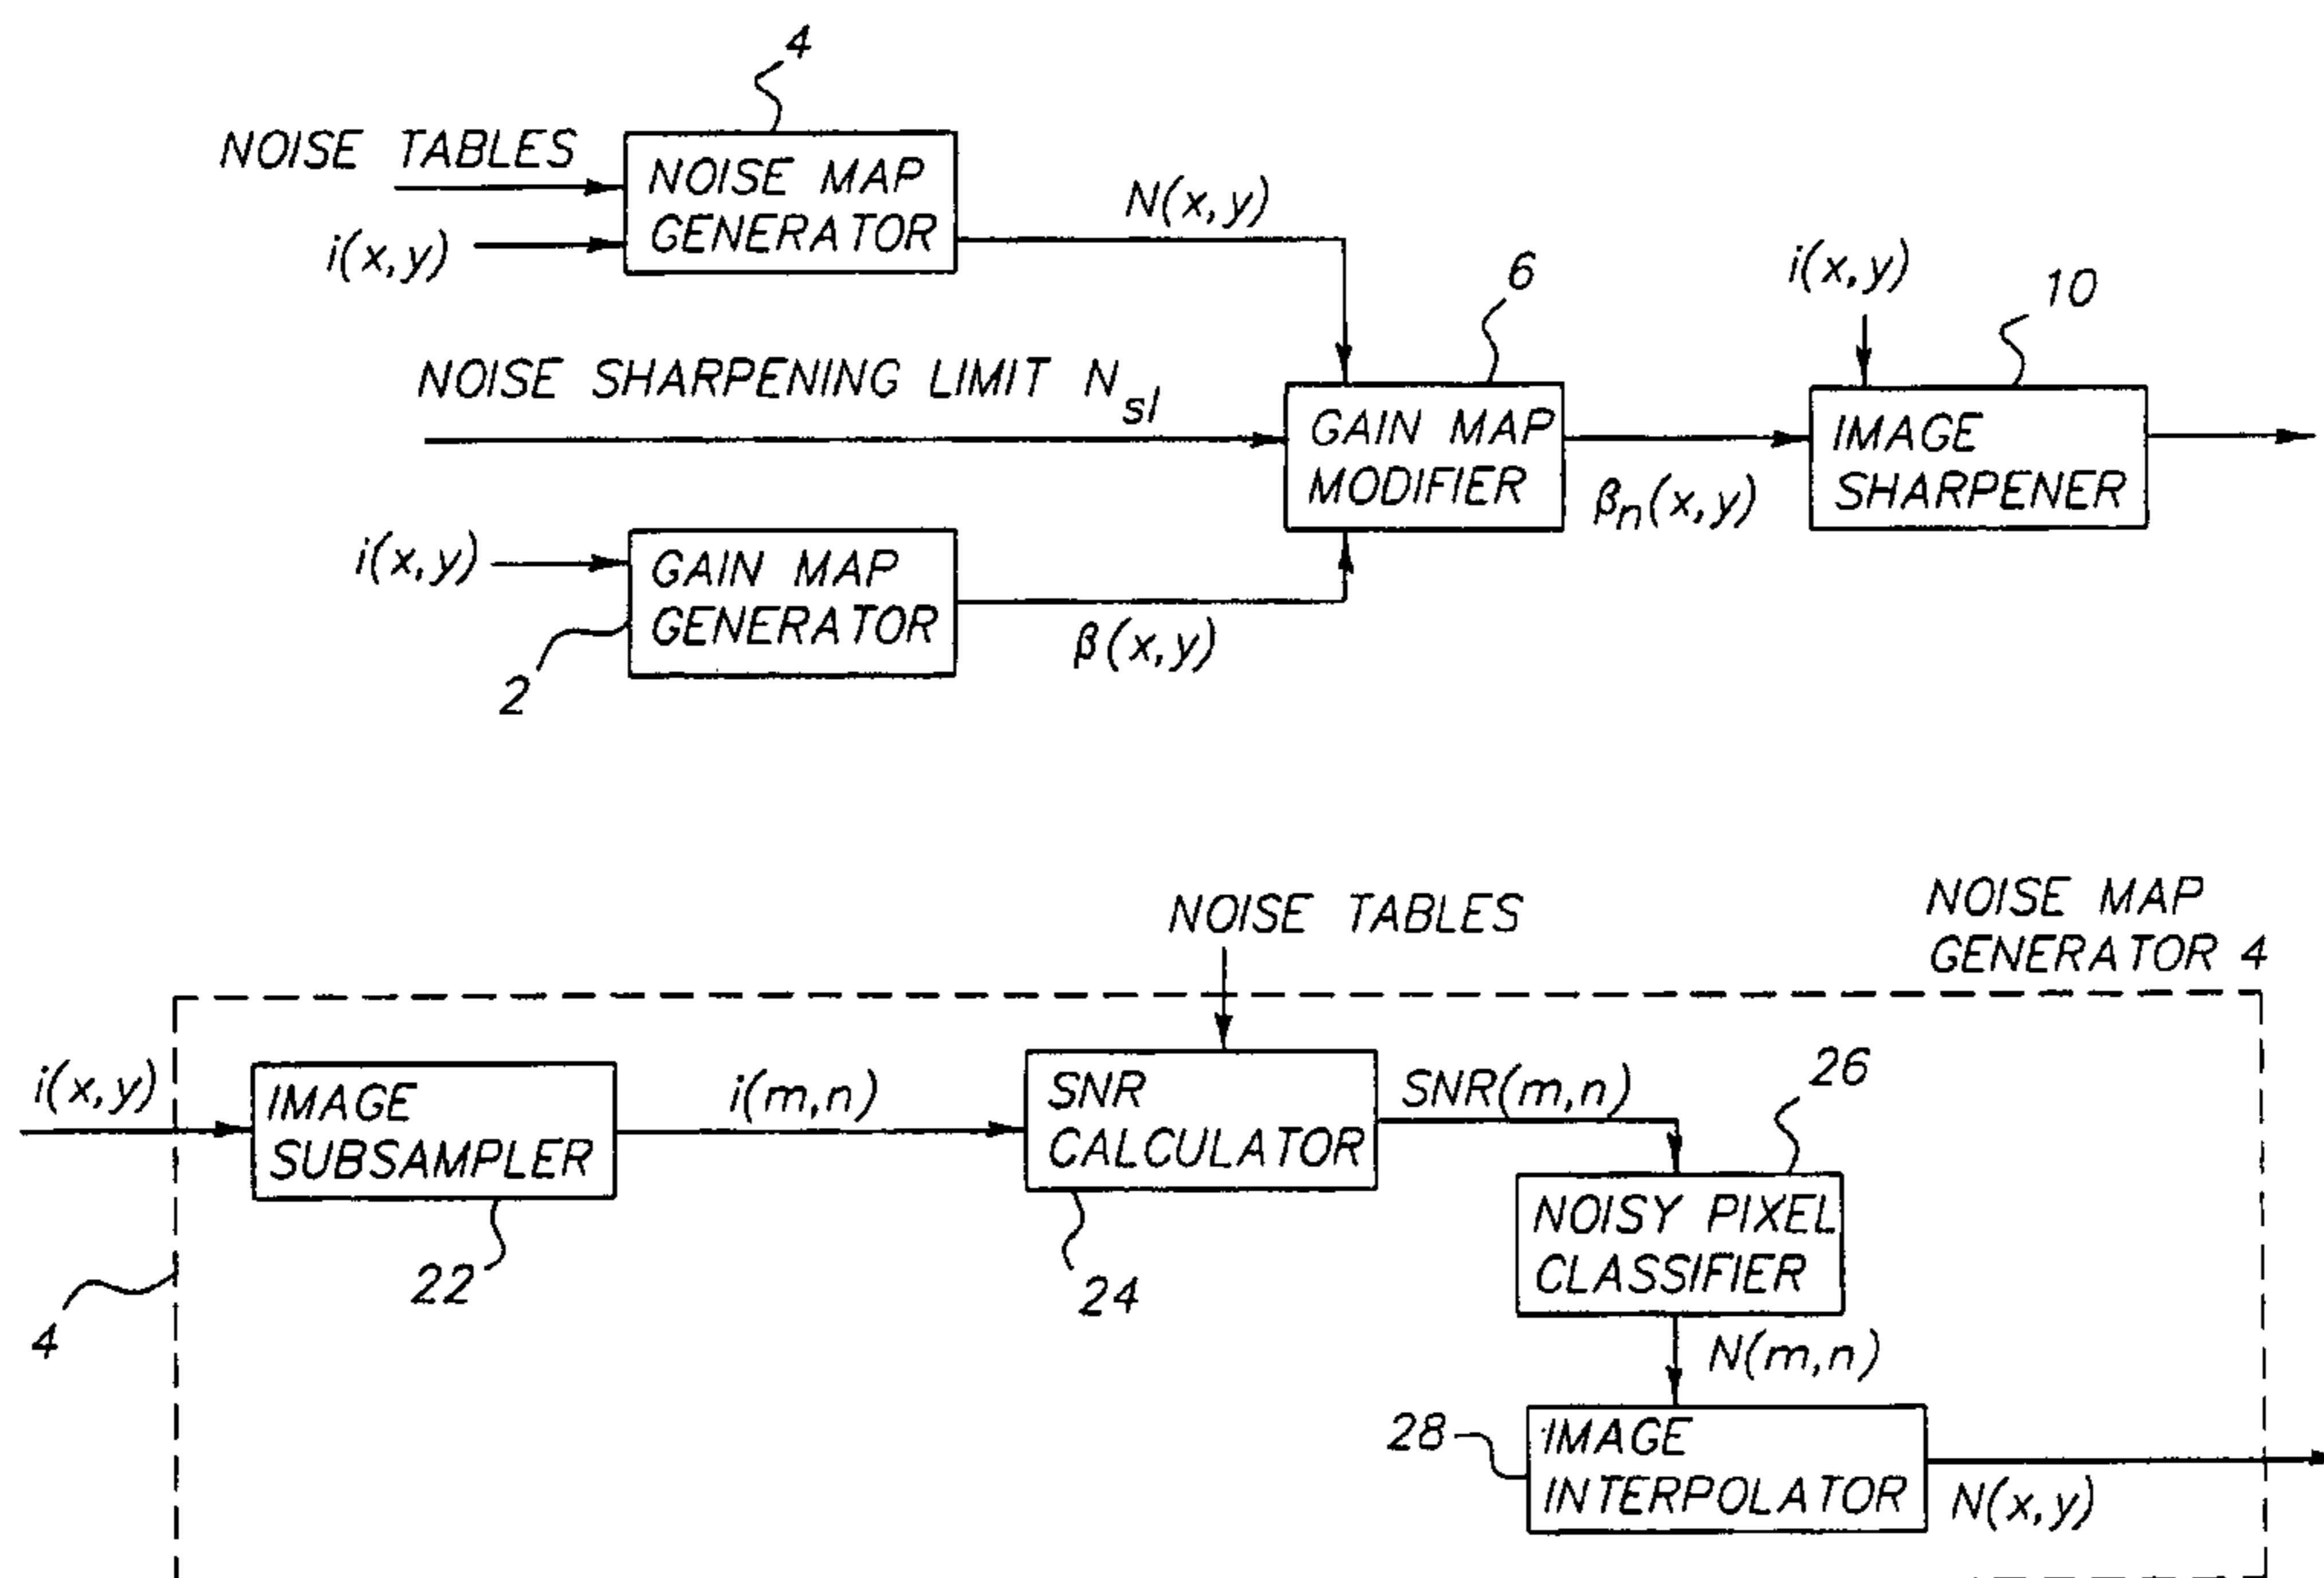 4
NOISE TABLES
NOISE MAP
GENERATOR
i(x,y)
N(x,y)
6
i(x,y)
10
NOISE SHARPENING LIMIT Nsl
GAIN MAP
MODIFIER
βn(x,y)
IMAGE
SHARPENER
i(x,y)
GAIN MAP
GENERATOR
β(x,y)
2
NOISE TABLES
NOISE MAP
GENERATOR 4
i(x,y)
IMAGE
SUBSAMPLER
i(m,n)
SNR
CALCULATOR
SNR(m,n)
26
NOISY PIXEL
CLASSIFIER
22
24
4
N(m,n)
28
IMAGE
INTERPOLATOR
N(x,y)